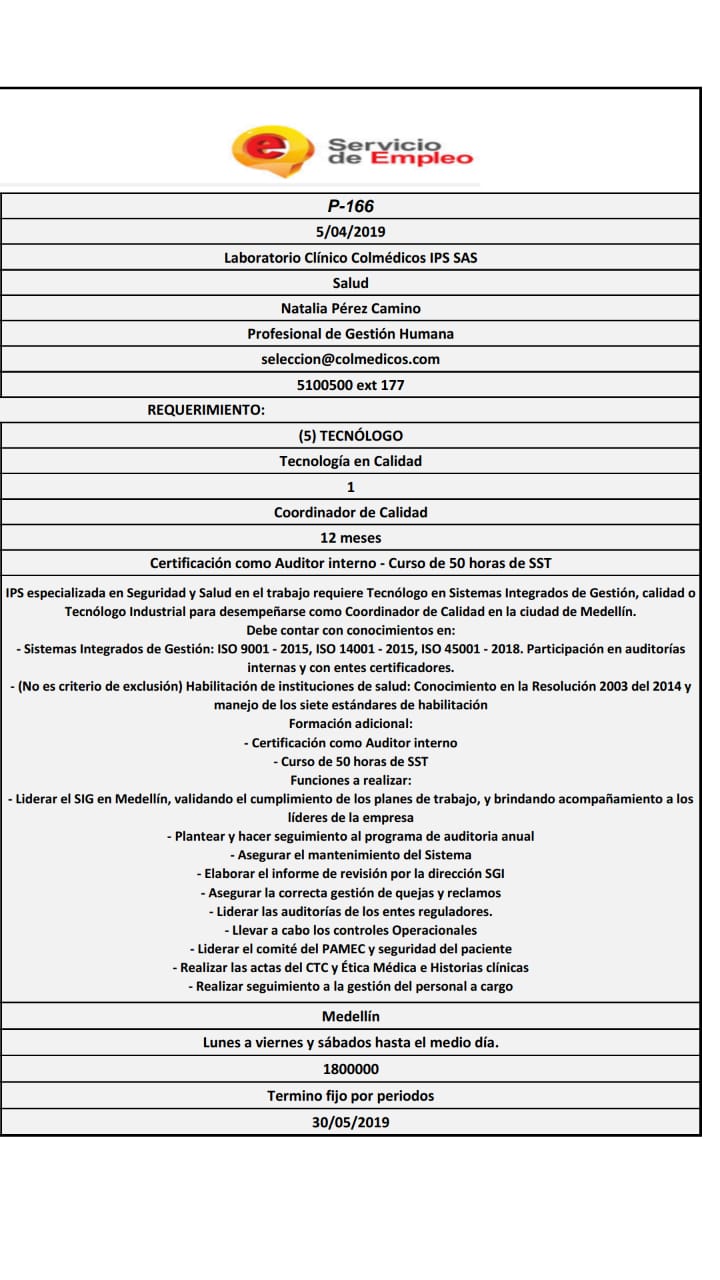 e Servicio
de Empleo
P-166
5/04/2019
Laboratorio Clínico Colmédicos IPS SAS
Salud
Natalia Pérez Camino
Profesional de Gestión Humana
seleccion@colmedicos.com
5100500 ext 177
REQUERIMIENTO:
(5) TECNÓLOGO
Tecnología en Calidad
1
Coordinador de Calidad
12 meses
Certificación como Auditor interno - Curso de 50 horas de SST
IPS especializada en Seguridad y Salud en el trabajo requiere Tecnólogo en Sistemas Integrados de Gestión, calidad o
Tecnólogo Industrial para desempeñarse como Coordinador de Calidad en la ciudad de Medellín.
Debe contar con conocimientos en:
- Sistemas Integrados de Gestión: ISO 9001 - 2015, ISO 14001 - 2015, ISO 45001 - 2018. Participación en auditorías
internas y con entes certificadores.
- (No es criterio de exclusión) Habilitación de instituciones de salud: Conocimiento en la Resolución 2003 del 2014 y
manejo de los siete estándares de habilitación
Formación adicional:
- Certificación como Auditor interno
- Curso de 50 horas de SST
Funciones a realizar:
- Liderar el SIG en Medellín, validando el cumplimiento de los planes de trabajo, y brindando acompañamiento a los
líderes de la empresa
- Plantear y hacer seguimiento al programa de auditoria anual
- Asegurar el mantenimiento del Sistema
- Elaborar el informe de revisión por la dirección SGI
- Asegurar la correcta gestión de quejas y reclamos
- Liderar las auditorías de los entes reguladores.
- Llevar a cabo los controles Operacionales
- Liderar el comité del PAMEC y seguridad del paciente
- Realizar las actas del CTC y Ética Médica e Historias clínicas
- Realizar seguimiento a la gestión del personal a cargo
Medellín
Lunes a viernes y sábados hasta el medio día.
1800000
Termino fijo por periodos
30/05/2019